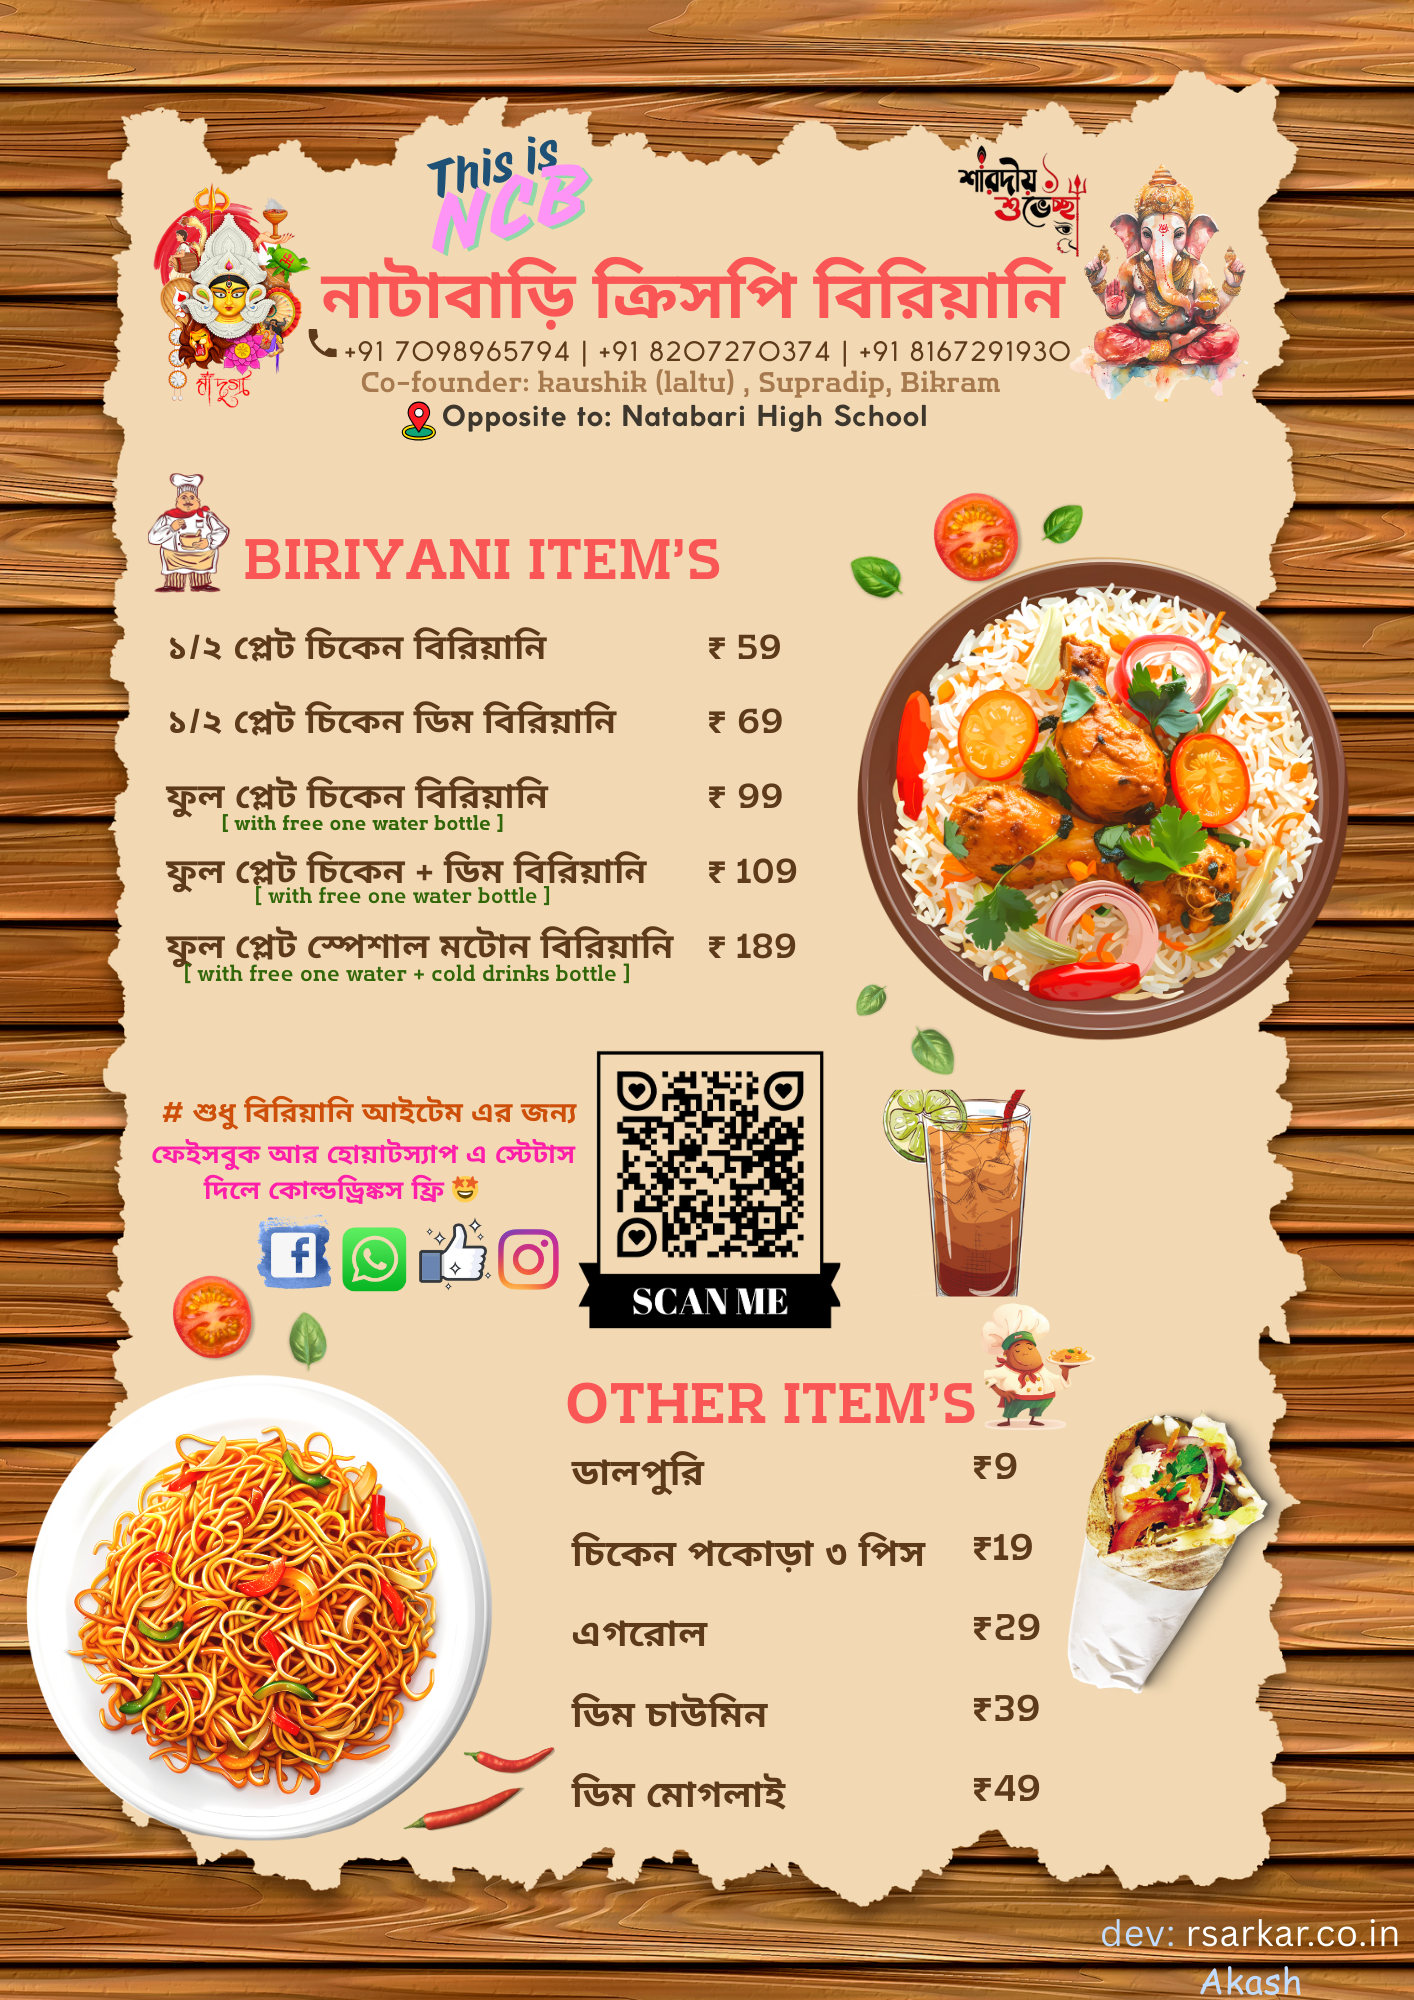 This is
NCB
শারদীয়
শুভেচ্ছা
মা দুর্গা
নাটাবাড়ি ক্রিসপি বিরিয়ানি
+91 7098965794 | +91 8207270374 | +91 8167291930
Co-founder: kaushik (laltu) , Supradip, Bikram
Opposite to: Natabari High School
BIRIYANI ITEM'S
১/২ প্লেট চিকেন বিরিয়ানি ₹ 59
১/২ প্লেট চিকেন ডিম বিরিয়ানি ₹ 69
ফুল প্লেট চিকেন বিরিয়ানি ₹ 99
[ with free one water bottle ]
ফুল প্লেট চিকেন + ডিম বিরিয়ানি ₹ 109
[ with free one water bottle ]
ফুল প্লেট স্পেশাল মটোন বিরিয়ানি ₹ 189
[ with free one water + cold drinks bottle ]
# শুধু বিরিয়ানি আইটেম এর জন্য
ফেইসবুক আর হোয়াটস্যাপ এ স্টেটাস
দিলে কোল্ডড্রিঙ্কস ফ্রি 🤩
SCAN ME
OTHER ITEM'S
ডালপুরি ₹9
চিকেন পকোড়া ৩ পিস ₹19
এগরোল ₹29
ডিম চাউমিন ₹39
ডিম মোগলাই ₹49
dev: rsarkar.co.in
Akash